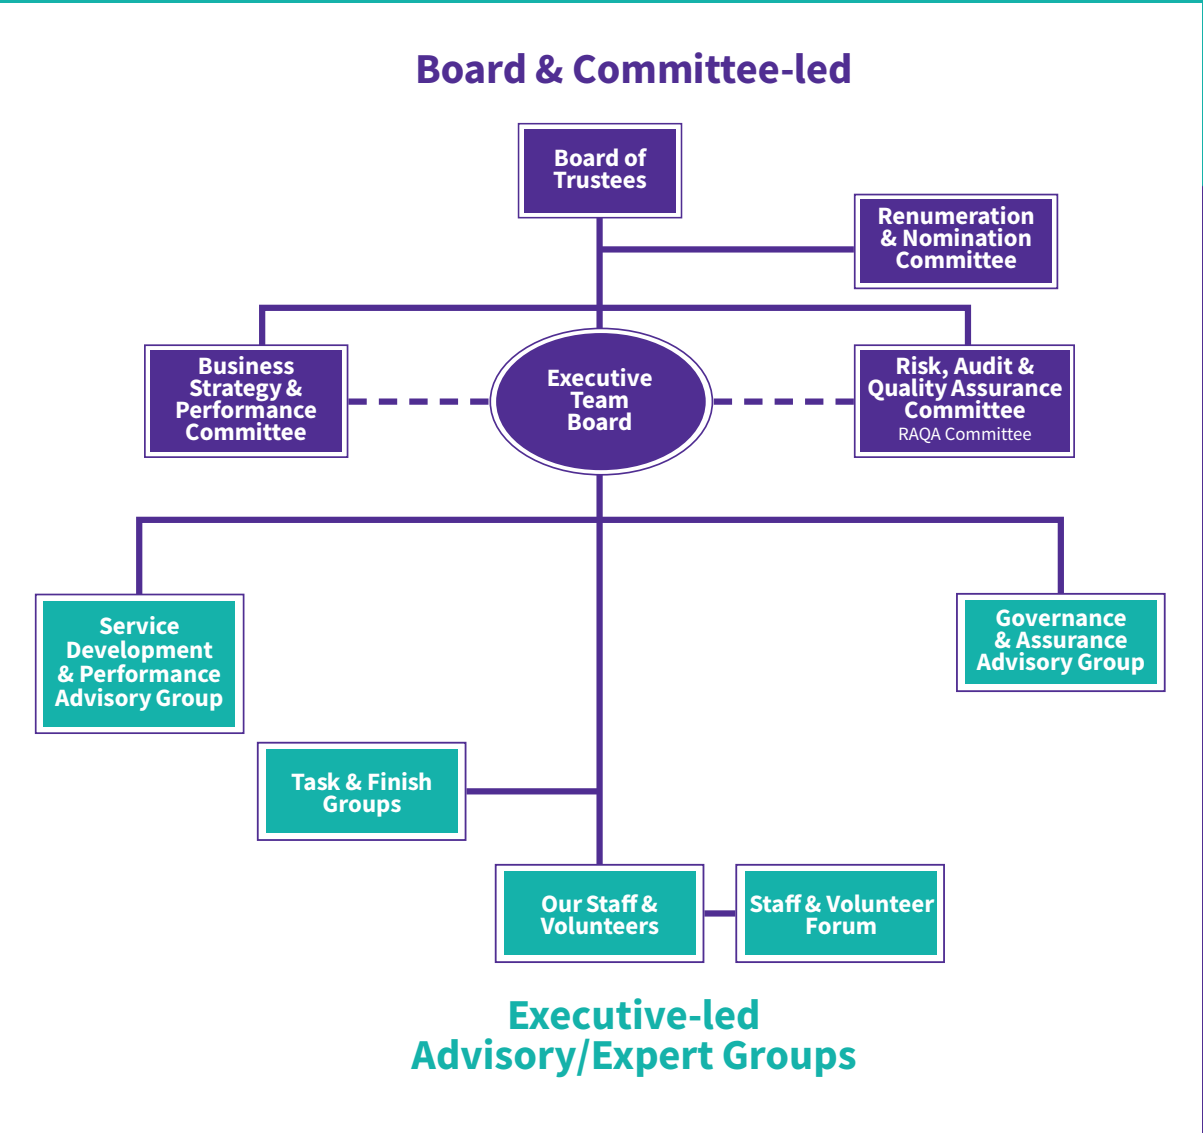 Board & Committee-led
Board of
Trustees
Renumeration
& Nomination
Committee
Business
Strategy &
Performance
Committee
Executive
Team
Board
Risk, Audit &
Quality Assurance
Committee
RAQA Committee
Service
Development
& Performance
Advisory Group
Governance
& Assurance
Advisory Group
Task & Finish
Groups
Our Staff &
Volunteers
Staff & Volunteer
Forum
Executive-led
Advisory/Expert Groups